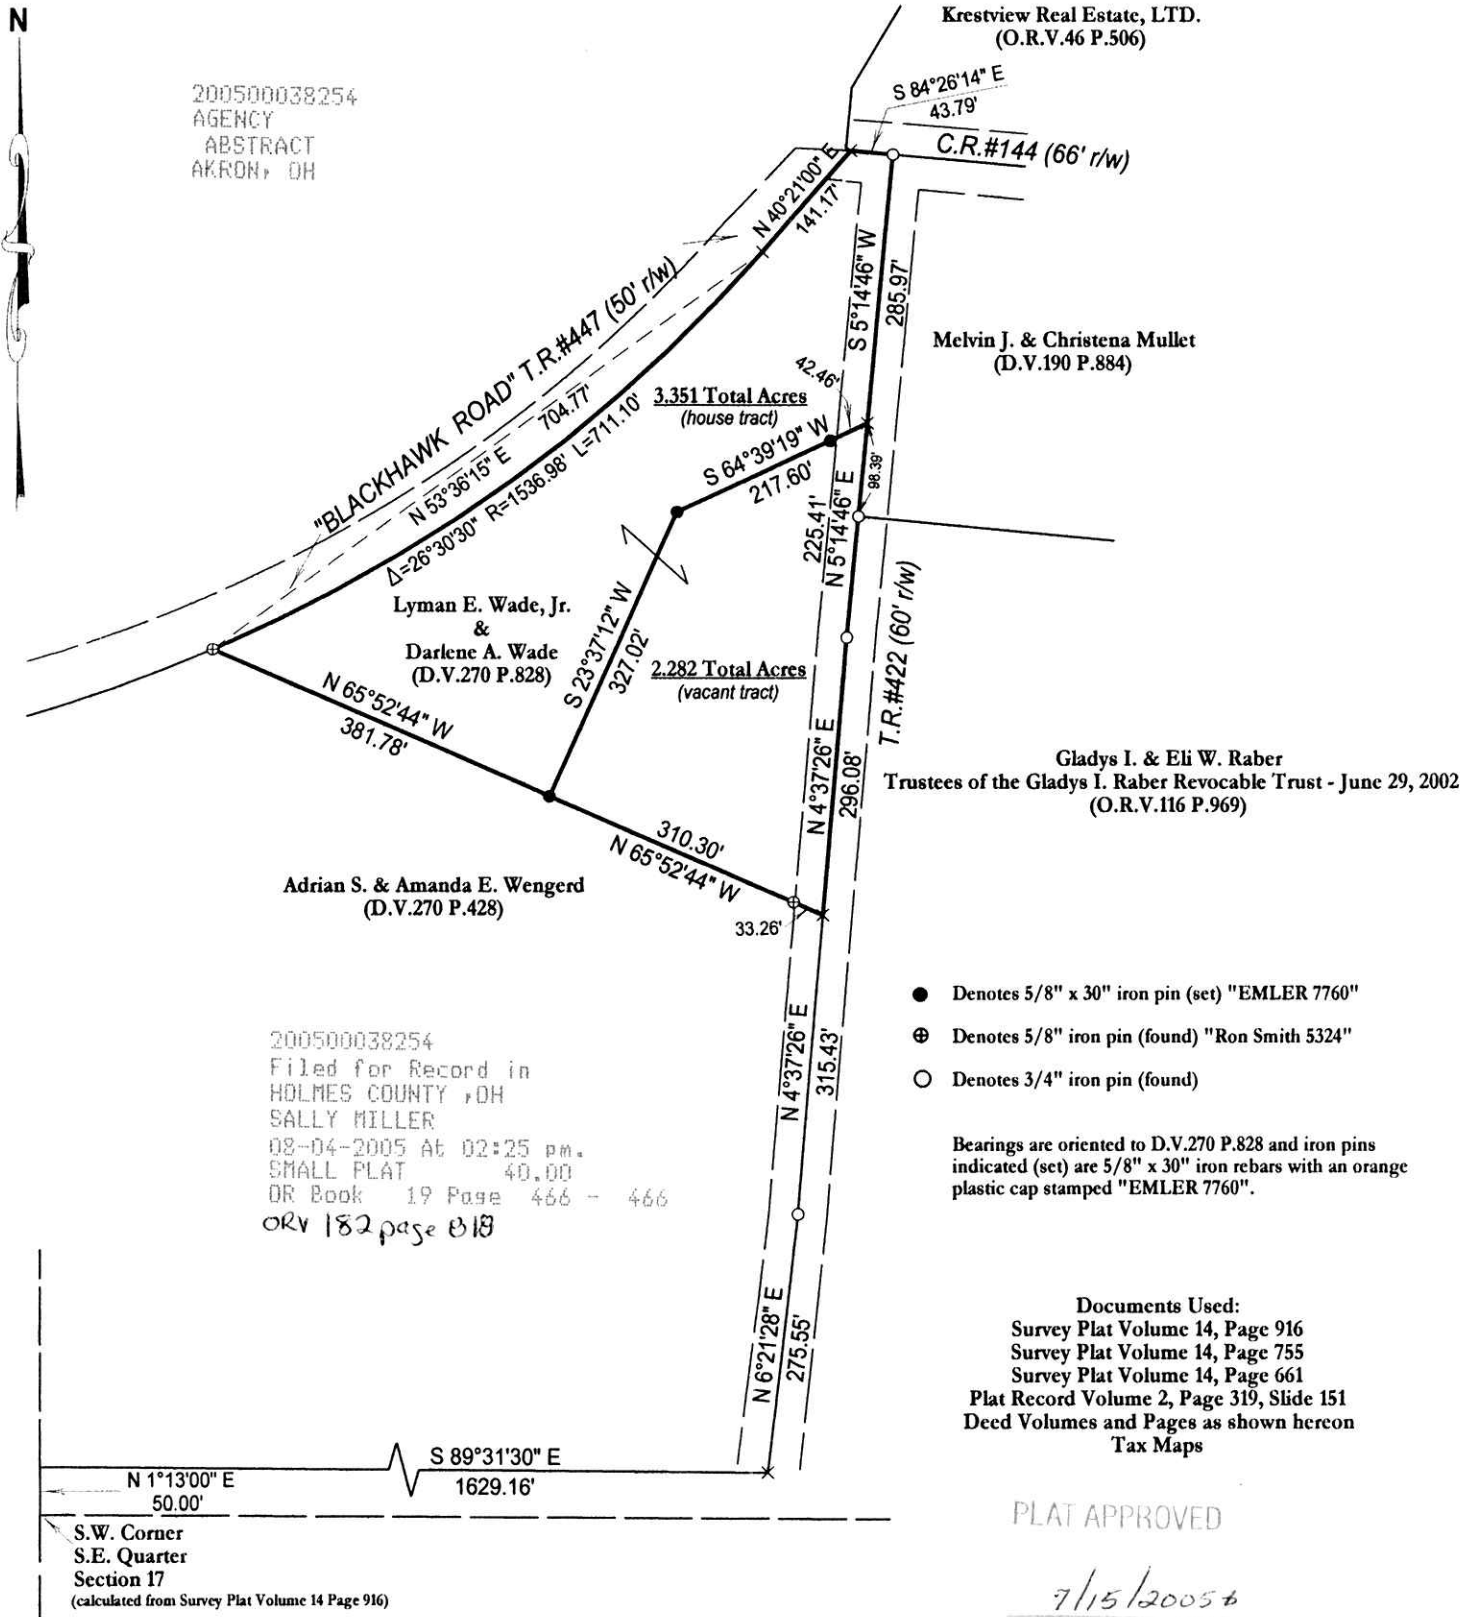 N
Krestview Real Estate, LTD.
(O.R.V.46 P.506)
200500038254
AGENCY
ABSTRACT
AKRON, OH
S 84°26'14" E
43.79'
C.R.#144 (66' r/w)
N 40°21'00" E
141.17'
S 5°14'46" W
285.97'
"BLACKHAWK ROAD" T.R.#447 (50' r/w)
Melvin J. & Christena Mullet
(D.V.190 P.884)
42.46'
3.351 Total Acres
(house tract)
704.77'
N 53°36'15" E
Δ=26°30'30" R=1536.98' L=711.10'
S 64°39'19" W
217.60'
98.39'
225.41'
N 5°14'46" E
Lyman E. Wade, Jr.
&
Darlene A. Wade
(D.V.270 P.828)
S 23°37'12" W
327.02'
2.282 Total Acres
(vacant tract)
T.R.#422 (60' r/w)
N 65°52'44" W
381.78'
N 4°37'26" E
296.08'
Gladys I. & Eli W. Raber
Trustees of the Gladys I. Raber Revocable Trust - June 29, 2002
(O.R.V.116 P.969)
310.30'
N 65°52'44" W
Adrian S. & Amanda E. Wengerd
(D.V.270 P.428)
33.26'
Denotes 5/8" x 30" iron pin (set) "EMLER 7760"
Denotes 5/8" iron pin (found) "Ron Smith 5324"
Denotes 3/4" iron pin (found)
N 4°37'26" E
315.43'
200500038254
Filed for Record in
HOLMES COUNTY ,OH
SALLY MILLER
08-04-2005 At 02:25 pm.
SMALL PLAT 40.00
OR Book 19 Page 466 - 466
ORV 182 page
Bearings are oriented to D.V.270 P.828 and iron pins
indicated (set) are 5/8" x 30" iron rebars with an orange
plastic cap stamped "EMLER 7760".
N 6°21'28" E
275.55'
Documents Used:
Survey Plat Volume 14, Page 916
Survey Plat Volume 14, Page 755
Survey Plat Volume 14, Page 661
Plat Record Volume 2, Page 319, Slide 151
Deed Volumes and Pages as shown hereon
Tax Maps
S 89°31'30" E
1629.16'
N 1°13'00" E
50.00'
S.W. Corner
S.E. Quarter
Section 17
(calculated from Survey Plat Volume 14 Page 916)
PLAT APPROVED
7/15/2005